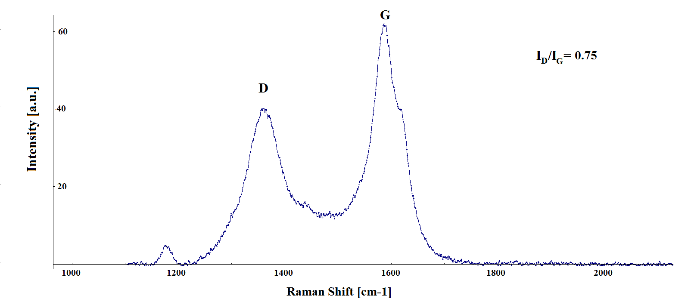 G
60
I_D/I_G= 0.75
D
40
20
Intensity [a.u.]
1000 1200 1400 1600 1800 2000
Raman Shift [cm-1]